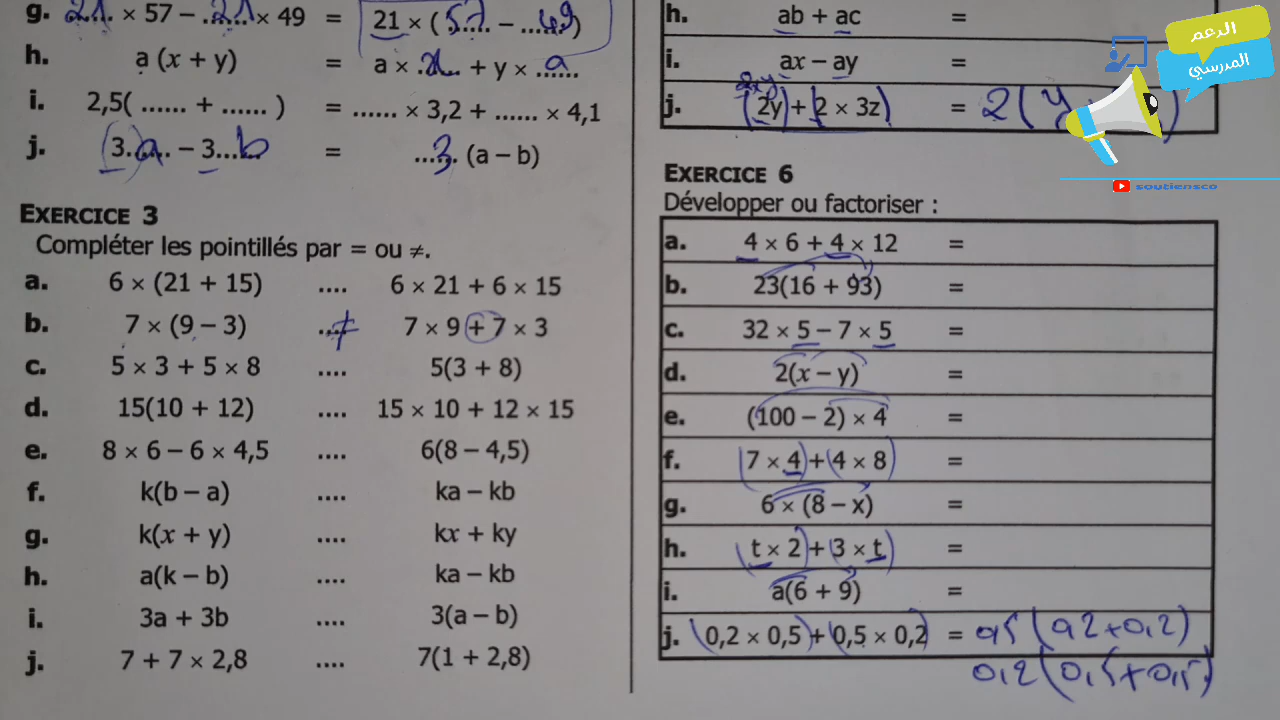 g. 21 × 57 – 21 × 49 = 21 × ( 57 – 49 )
h. a (x + y) = a × x + y × a
i. 2,5( ...... + ...... ) = ...... × 3,2 + ...... × 4,1
j. (3.a.. – 3...b = ..3.. (a – b)
EXERCICE 3
Compléter les pointillés par = ou ≠.
a. 6 × (21 + 15) .... 6 × 21 + 6 × 15
b. 7 × (9 – 3) ..≠ 7 × 9 + 7 × 3
c. 5 × 3 + 5 × 8 .... 5(3 + 8)
d. 15(10 + 12) .... 15 × 10 + 12 × 15
e. 8 × 6 – 6 × 4,5 .... 6(8 – 4,5)
f. k(b – a) .... ka – kb
g. k(x + y) .... kx + ky
h. a(k – b) .... ka – kb
i. 3a + 3b .... 3(a – b)
j. 7 + 7 × 2,8 .... 7(1 + 2,8)
h. ab + ac =
i. ax – ay =
j. (2y) + (2 × 3z) = 2 ( y )
الدعم
المدرسي
soutiensco
EXERCICE 6
Développer ou factoriser :
a. 4 × 6 + 4 × 12 =
b. 23(16 + 93) =
c. 32 × 5 – 7 × 5 =
d. 2(x – y) =
e. (100 – 2) × 4 =
f. (7 × 4) + (4 × 8) =
g. 6 × (8 – x) =
h. (t × 2) + (3 × t) =
i. a(6 + 9) =
j. (0,2 × 0,5) + (0,5 × 0,2) = 0,5 (0,2 + 0,2)
0,2 (0,5 + 0,5)